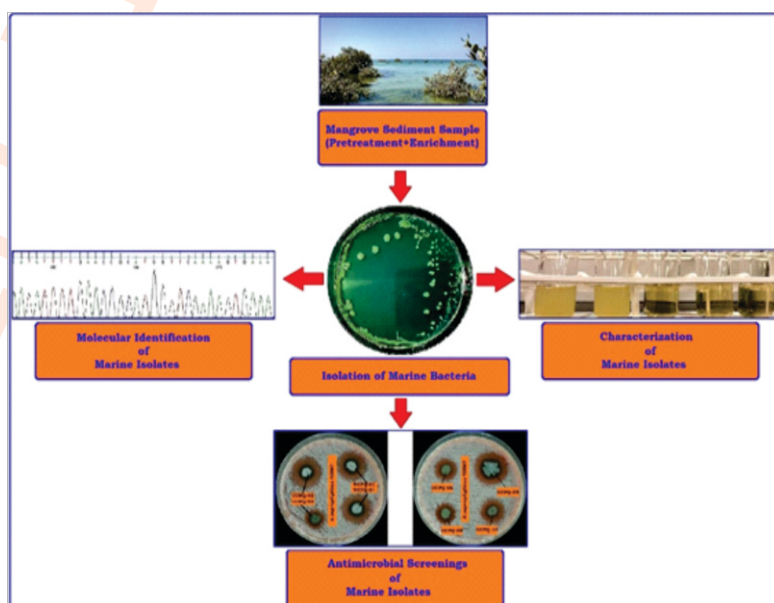 Mangrove Sediment Sample
(Pretreatment+Enrichment)
Molecular Identification
of
Marine Isolates
Characterization
of
Marine Isolates
Isolation of Marine Bacteria
Antimicrobial Screenings
of
Marine Isolates